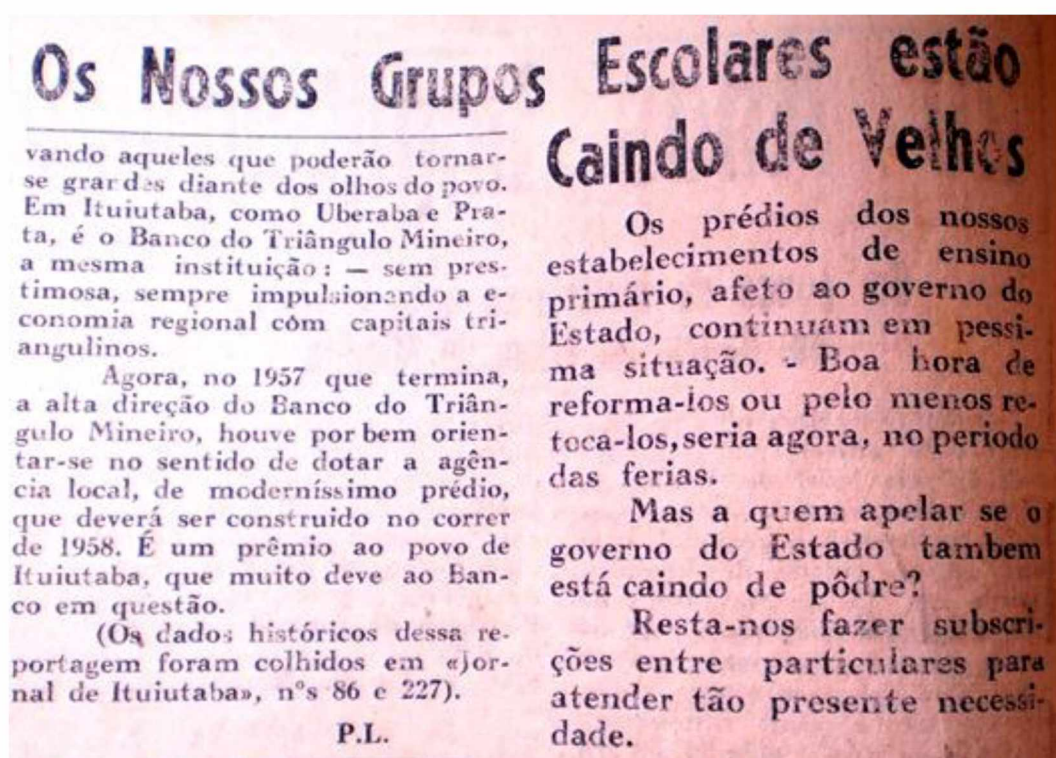 Os Nossos Grupos Escolares estão
Caindo de Velhos
vando aqueles que poderão tornar-
se grandes diante dos olhos do povo.
Em Ituiutaba, como Uberaba e Pra-
ta, é o Banco do Triângulo Mineiro,
a mesma instituição: — sem pres-
timosa, sempre impulsionando a e-
conomia regional com capitais tri-
angulinos.
Agora, no 1957 que termina,
a alta direção do Banco do Triân-
gulo Mineiro, houve por bem orien-
tar-se no sentido de dotar a agên-
cia local, de moderníssimo prédio,
que deverá ser construido no correr
de 1958. É um prêmio ao povo de
Ituiutaba, que muito deve ao Ban-
co em questão.
(Os dados históricos dessa re-
portagem foram colhidos em «Jor-
nal de Ituiutaba», nºs 86 e 227).
P.L.
Os prédios dos nossos
estabelecimentos de ensino
primário, afeto ao governo do
Estado, continuam em pessi-
ma situação. - Boa hora de
reforma-los ou pelo menos re-
toca-los, seria agora, no periodo
das ferias.
Mas a quem apelar se o
governo do Estado tambem
está caindo de pôdre?
Resta-nos fazer subscri-
ções entre particulares para
atender tão presente necessi-
dade.